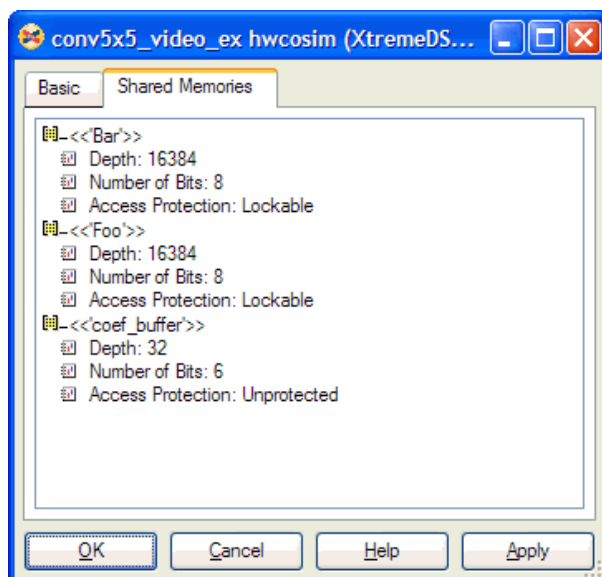 conv5x5_video_ex hwcosim (XtremeDS...
Basic
Shared Memories
<<'Bar'>>
Depth: 16384
Number of Bits: 8
Access Protection: Lockable
<<'Foo'>>
Depth: 16384
Number of Bits: 8
Access Protection: Lockable
<<'coef_buffer'>>
Depth: 32
Number of Bits: 6
Access Protection: Unprotected
OK
Cancel
Help
Apply